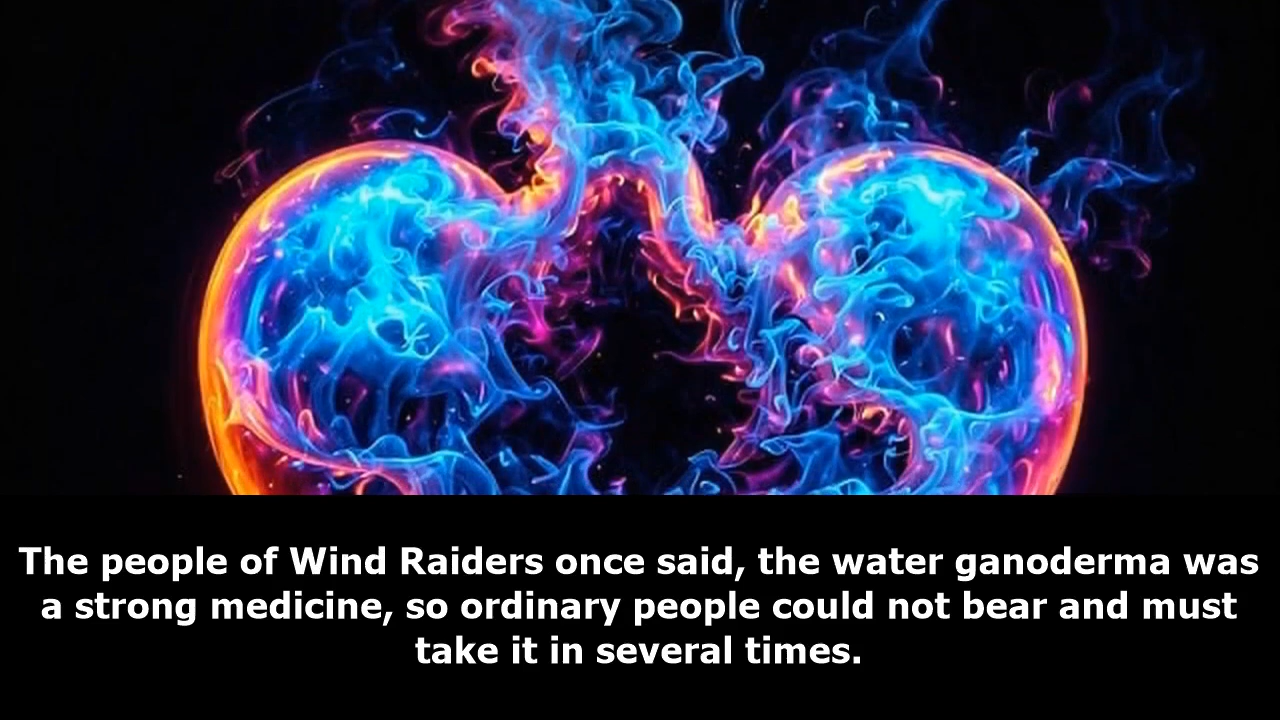 The people of Wind Raiders once said, the water ganoderma was
a strong medicine, so ordinary people could not bear and must
take it in several times.